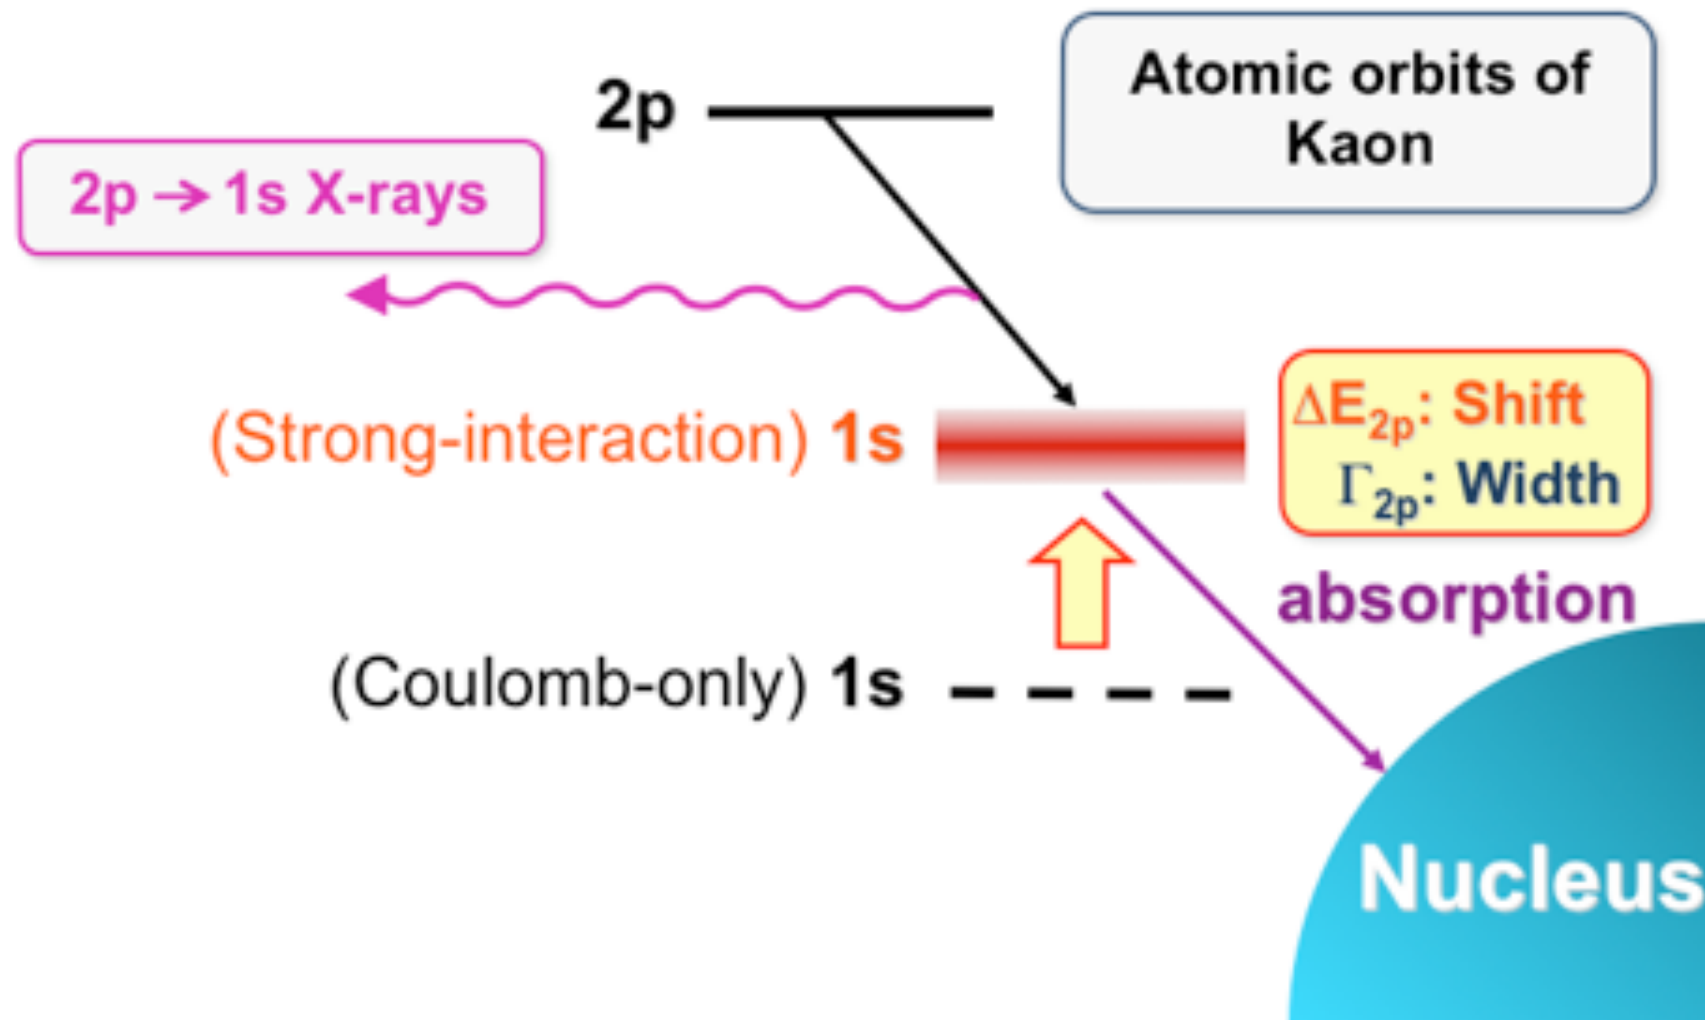 2p
Atomic orbits of
Kaon
2p → 1s X-rays
(Strong-interaction) 1s
ΔE2p: Shift
Γ2p: Width
absorption
(Coulomb-only) 1s
Nucleus